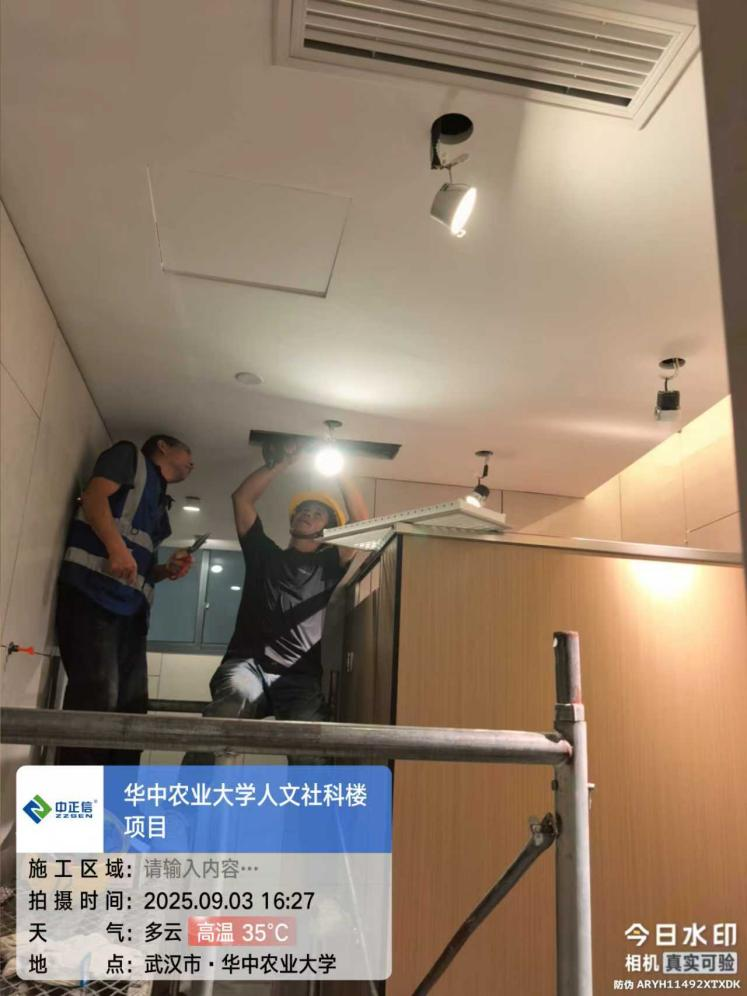 中正信
ZZSEN
华中农业大学人文社科楼
项目
施工区域：请输入内容…
拍摄时间：2025.09.03 16:27
天气：多云 高温 35°C
地点：武汉市·华中农业大学
今日水印
相机 真实可验
防伪 ARYH11492XTXDK